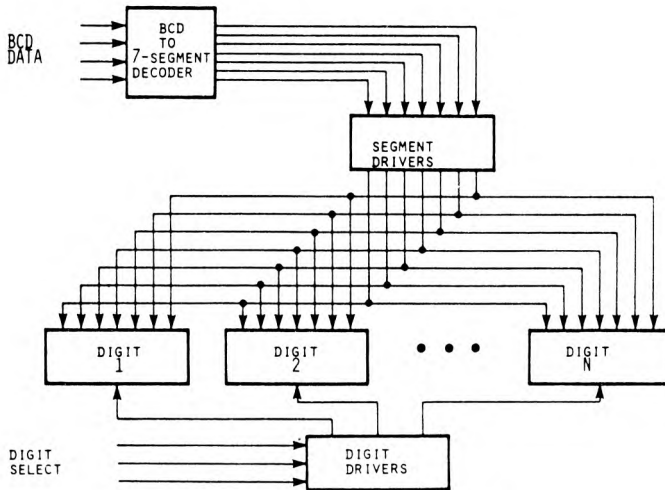 BCD
DATA
BCD
TO
7-SEGMENT
DECODER
SEGMENT
DRIVERS
DIGIT
1
DIGIT
2
DIGIT
N
DIGIT
SELECT
DIGIT
DRIVERS